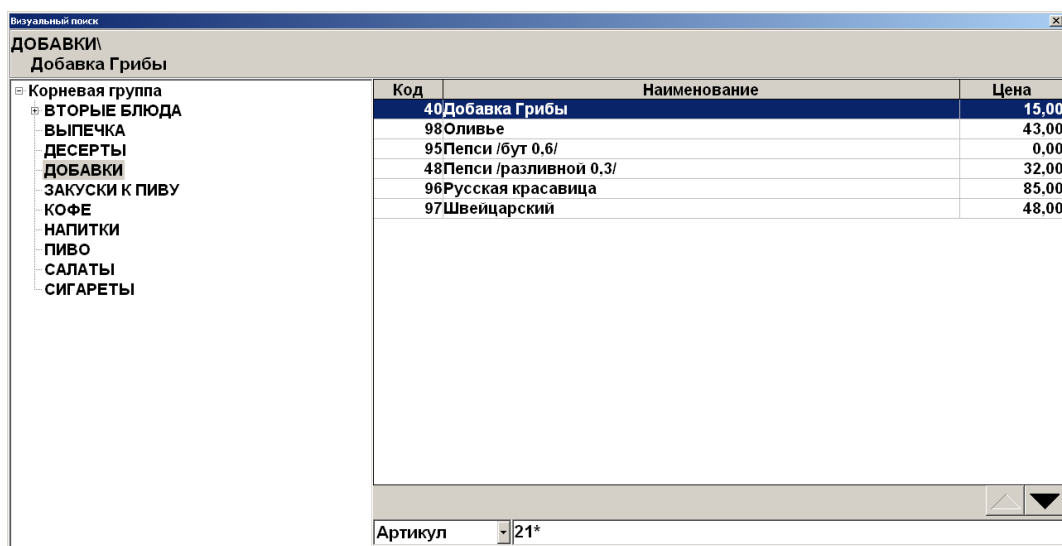 Визуальный поиск
ДОБАВКИ\
Добавка Грибы
Корневая группа
ВТОРЫЕ БЛЮДА
ВЫПЕЧКА
ДЕСЕРТЫ
ДОБАВКИ
ЗАКУСКИ К ПИВУ
КОФЕ
НАПИТКИ
ПИВО
САЛАТЫ
СИГАРЕТЫ
Код Наименование Цена
40 Добавка Грибы 15,00
98 Оливье 43,00
95 Пепси /бут 0,6/ 0,00
48 Пепси /разливной 0,3/ 32,00
96 Русская красавица 85,00
97 Швейцарский 48,00
Артикул 21*